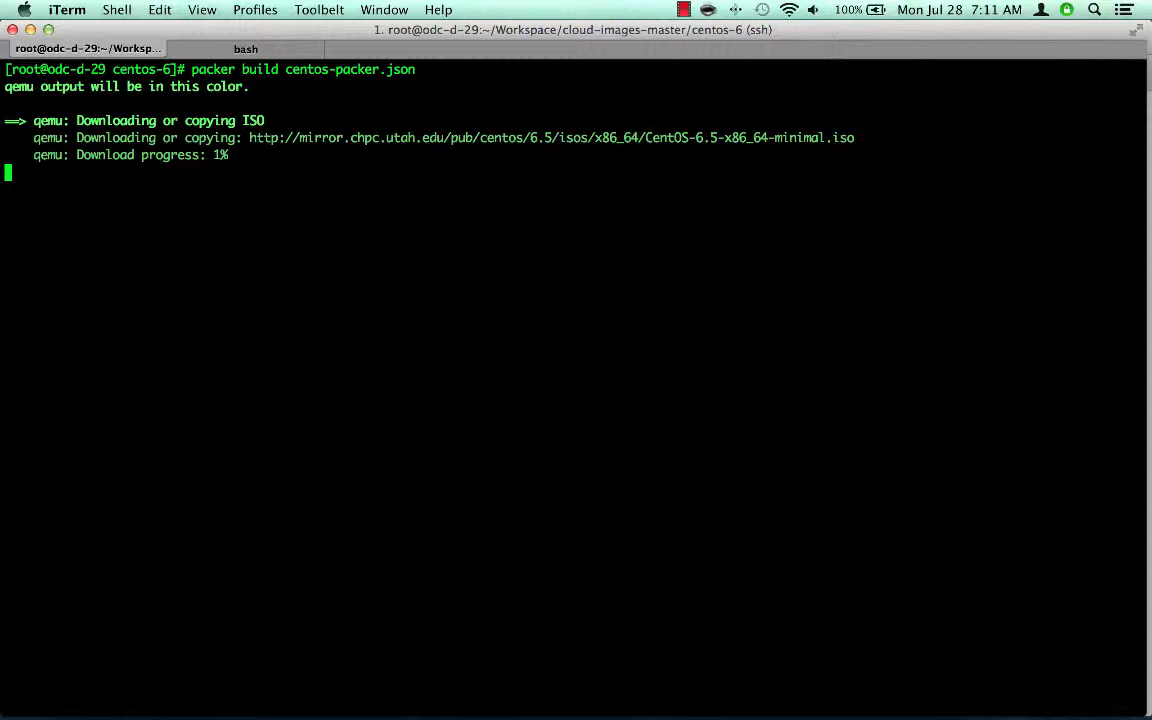 iTerm Shell Edit View Profiles Toolbelt Window Help 100% Mon Jul 28 7:11 AM
1. root@odc-d-29:~/Workspace/cloud-images-master/centos-6 (ssh)
root@odc-d-29:~/Worksp... bash
[root@odc-d-29 centos-6]# packer build centos-packer.json
qemu output will be in this color.
==> qemu: Downloading or copying ISO
qemu: Downloading or copying: http://mirror.chpc.utah.edu/pub/centos/6.5/isos/x86_64/CentOS-6.5-x86_64-minimal.iso
qemu: Download progress: 1%